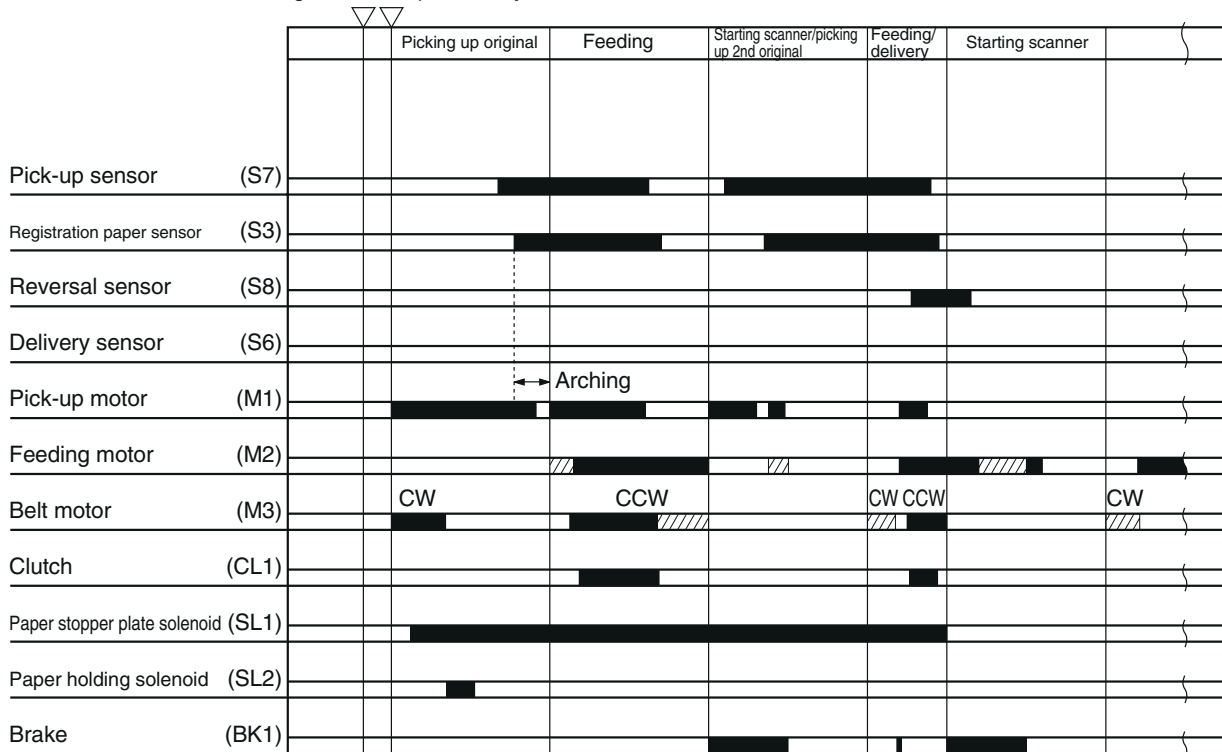 Picking up original
Feeding
Starting scanner/picking
up 2nd original
Feeding/
delivery
Starting scanner
Pick-up sensor (S7)
Registration paper sensor (S3)
Reversal sensor (S8)
Delivery sensor (S6)
Arching
Pick-up motor (M1)
Feeding motor (M2)
CW CCW CW CCW CW
Belt motor (M3)
Clutch (CL1)
Paper stopper plate solenoid (SL1)
Paper holding solenoid (SL2)
Brake (BK1)